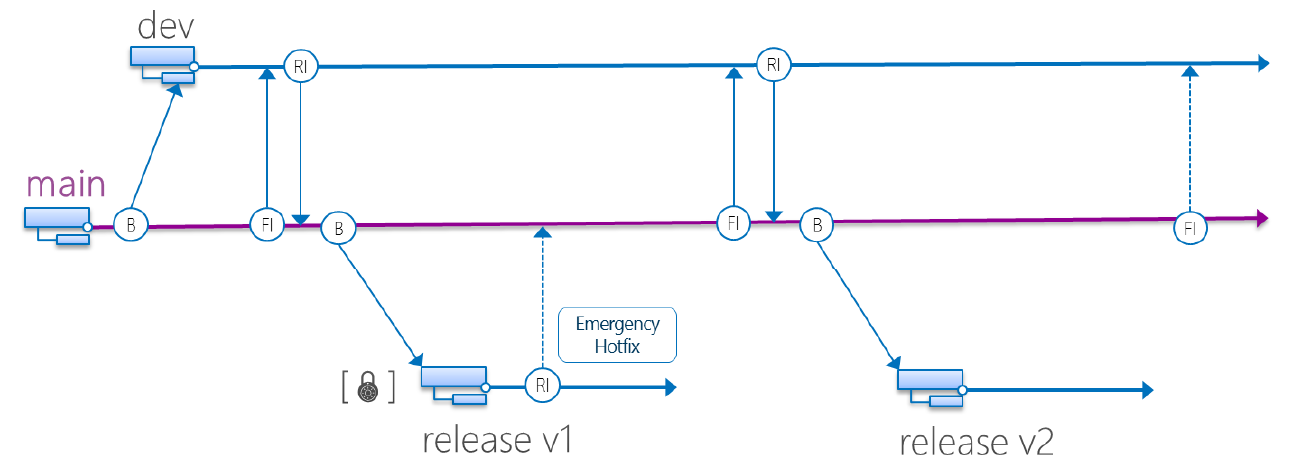 dev
RI
RI
main
B
FI
B
FI
B
FI
Emergency
Hotfix
[ ]
RI
release v1
release v2